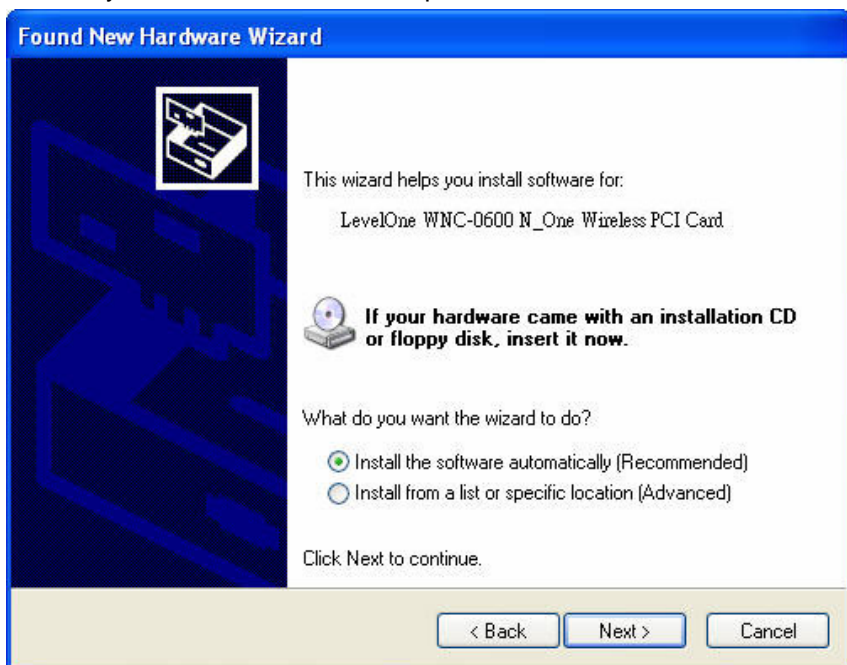 Found New Hardware Wizard
This wizard helps you install software for:
LevelOne WNC-0600 N_One Wireless PCI Card
If your hardware came with an installation CD
or floppy disk, insert it now.
What do you want the wizard to do?
Install the software automatically (Recommended)
Install from a list or specific location (Advanced)
Click Next to continue.
< Back
Next >
Cancel